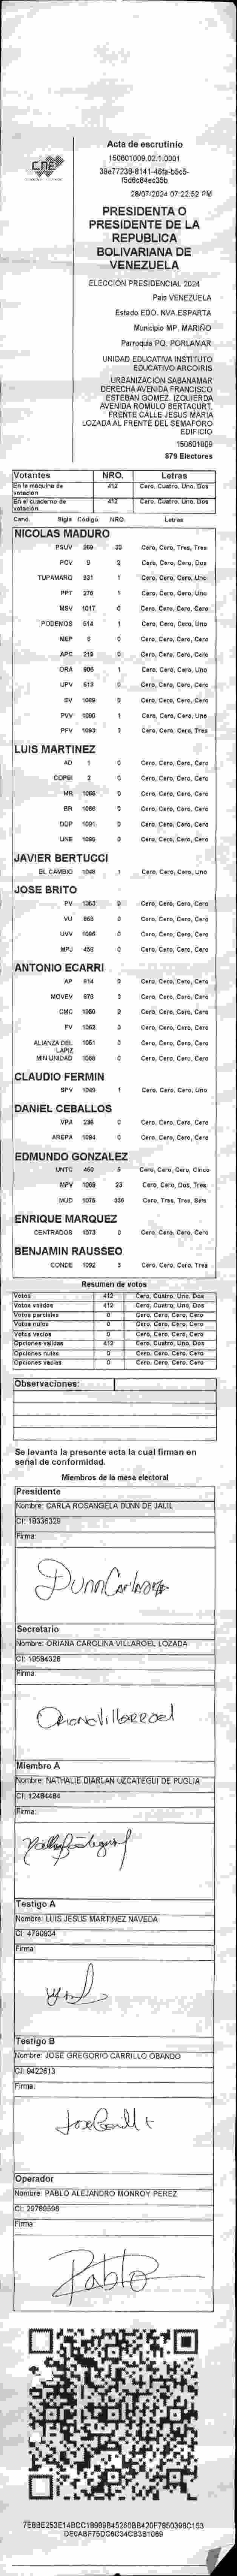 Acta de escrutinio
150601009.02.1.0001
28/07/2024 07:22:52 PM
CNE
PRESIDENTA O
PRESIDENTE DE LA
REPUBLICA
BOLIVARIANA DE
VENEZUELA
ELECCIÓN PRESIDENCIAL 2024
Pais VENEZUELA
Estado EDO. NVA.ESPARTA
Municipio MP. MARIÑO
Parroquia PQ. PORLAMAR
UNIDAD EDUCATIVA INSTITUTO
EDUCATIVO ARCOIRIS
URBANIZACIÓN SABANAMAR
DERECHA AVENIDA FRANCISCO
ESTEBAN GOMEZ. IZQUIERDA
AVENIDA ROMULO BERTACURT.
FRENTE CALLE JESUS MARIA
LOZADA AL FRENTE DEL SEMAFORO
EDIFICIO
150601009
879 Electores
Votantes NRO. Letras
En la máquina de votación 412 Cero, Cuatro, Uno, Dos
En el cuaderno de votación 412 Cero, Cuatro, Uno, Dos
Cand. Sigla Código NRO. Letras
NICOLAS MADURO
PSUV 269 33 Cero, Cero, Tres, Tres
PCV 9 2 Cero, Cero, Cero, Dos
TUPAMARO 931 1 Cero, Cero, Cero, Uno
PPT 276 1 Cero, Cero, Cero, Uno
MSV 1017 0 Cero, Cero, Cero, Cero
PODEMOS 514 1 Cero, Cero, Cero, Uno
MEP 6 0 Cero, Cero, Cero, Cero
APC 219 0 Cero, Cero, Cero, Cero
ORA 906 1 Cero, Cero, Cero, Uno
UPV 613 0 Cero, Cero, Cero, Cero
EV 1089 0 Cero, Cero, Cero, Cero
PVV 1090 1 Cero, Cero, Cero, Uno
PFV 1093 3 Cero, Cero, Cero, Tres
LUIS MARTINEZ
AD 1 0 Cero, Cero, Cero, Cero
COPEI 2 0 Cero, Cero, Cero, Cero
MR 1066 0 Cero, Cero, Cero, Cero
BR 1086 0 Cero, Cero, Cero, Cero
DDP 1091 0 Cero, Cero, Cero, Cero
UNE 1095 0 Cero, Cero, Cero, Cero
JAVIER BERTUCCI
EL CAMBIO 1048 1 Cero, Cero, Cero, Uno
JOSE BRITO
PV 1053 0 Cero, Cero, Cero, Cero
VU 868 0 Cero, Cero, Cero, Cero
UVV 1096 0 Cero, Cero, Cero, Cero
MPJ 458 0 Cero, Cero, Cero, Cero
ANTONIO ECARRI
AP 814 0 Cero, Cero, Cero, Cero
MOVEV 979 0 Cero, Cero, Cero, Cero
CMC 1050 0 Cero, Cero, Cero, Cero
FV 1062 0 Cero, Cero, Cero, Cero
ALIANZA DEL LAPIZ 1051 0 Cero, Cero, Cero, Cero
MIN UNIDAD 1068 0 Cero, Cero, Cero, Cero
CLAUDIO FERMIN
SPV 1049 1 Cero, Cero, Cero, Uno
DANIEL CEBALLOS
VPA 236 0 Cero, Cero, Cero, Cero
AREPA 1094 0 Cero, Cero, Cero, Cero
EDMUNDO GONZALEZ
UNTC 460 5 Cero, Cero, Cero, Cinco
MPV 1069 23 Cero, Cero, Dos, Tres
MUD 1076 336 Cero, Tres, Tres, Seis
ENRIQUE MARQUEZ
CENTRADOS 1073 0 Cero, Cero, Cero, Cero
BENJAMIN RAUSSEO
CONDE 1092 3 Cero, Cero, Cero, Tres
Resumen de votos
Votos 412 Cero, Cuatro, Uno, Dos
Votos válidos 412 Cero, Cuatro, Uno, Dos
Votos parciales 0 Cero, Cero, Cero, Cero
Votos nulos 0 Cero, Cero, Cero, Cero
Votos vacíos 0 Cero, Cero, Cero, Cero
Opciones válidas 412 Cero, Cuatro, Uno, Dos
Opciones nulas 0 Cero, Cero, Cero, Cero
Opciones vacías 0 Cero, Cero, Cero, Cero
Observaciones:
Se levanta la presente acta la cual firman en
señal de conformidad.
Miembros de la mesa electoral
Presidente
Nombre: CARLA ROSANGELA DUNN DE JALIL
CI: 18336329
Firma:
Secretario
Nombre: ORIANA CAROLINA VILLAROEL LOZADA
CI: 19584328
Firma:
Oriana Villarroel
Miembro A
Nombre: NATHALIE DIARLAN UZCATEGUI DE PUGLIA
CI: 12484484
Firma:
Testigo A
Nombre: LUIS JESUS MARTINEZ NAVEDA
CI: 4790934
Firma:
Testigo B
Nombre: JOSE GREGORIO CARRILLO OBANDO
CI: 9422613
Firma:
Operador
Nombre: PABLO ALEJANDRO MONROY PEREZ
CI: 29789596
Firma
Pablo